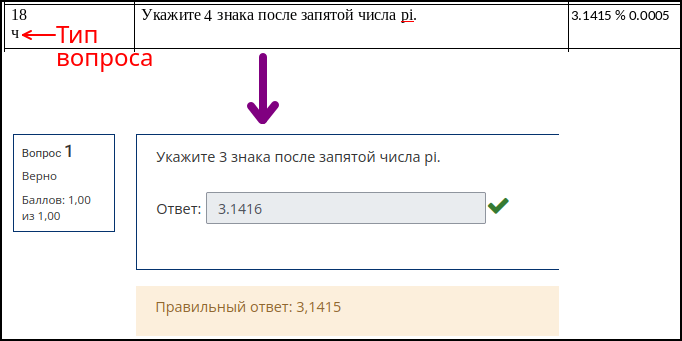 18 Укажите 4 знака после запятой числа pi. 3.1415 % 0.0005
ч Тип
вопроса
Вопрос 1
Верно
Баллов: 1,00
из 1,00
Укажите 3 знака после запятой числа pi.
Ответ: 3.1416
Правильный ответ: 3,1415